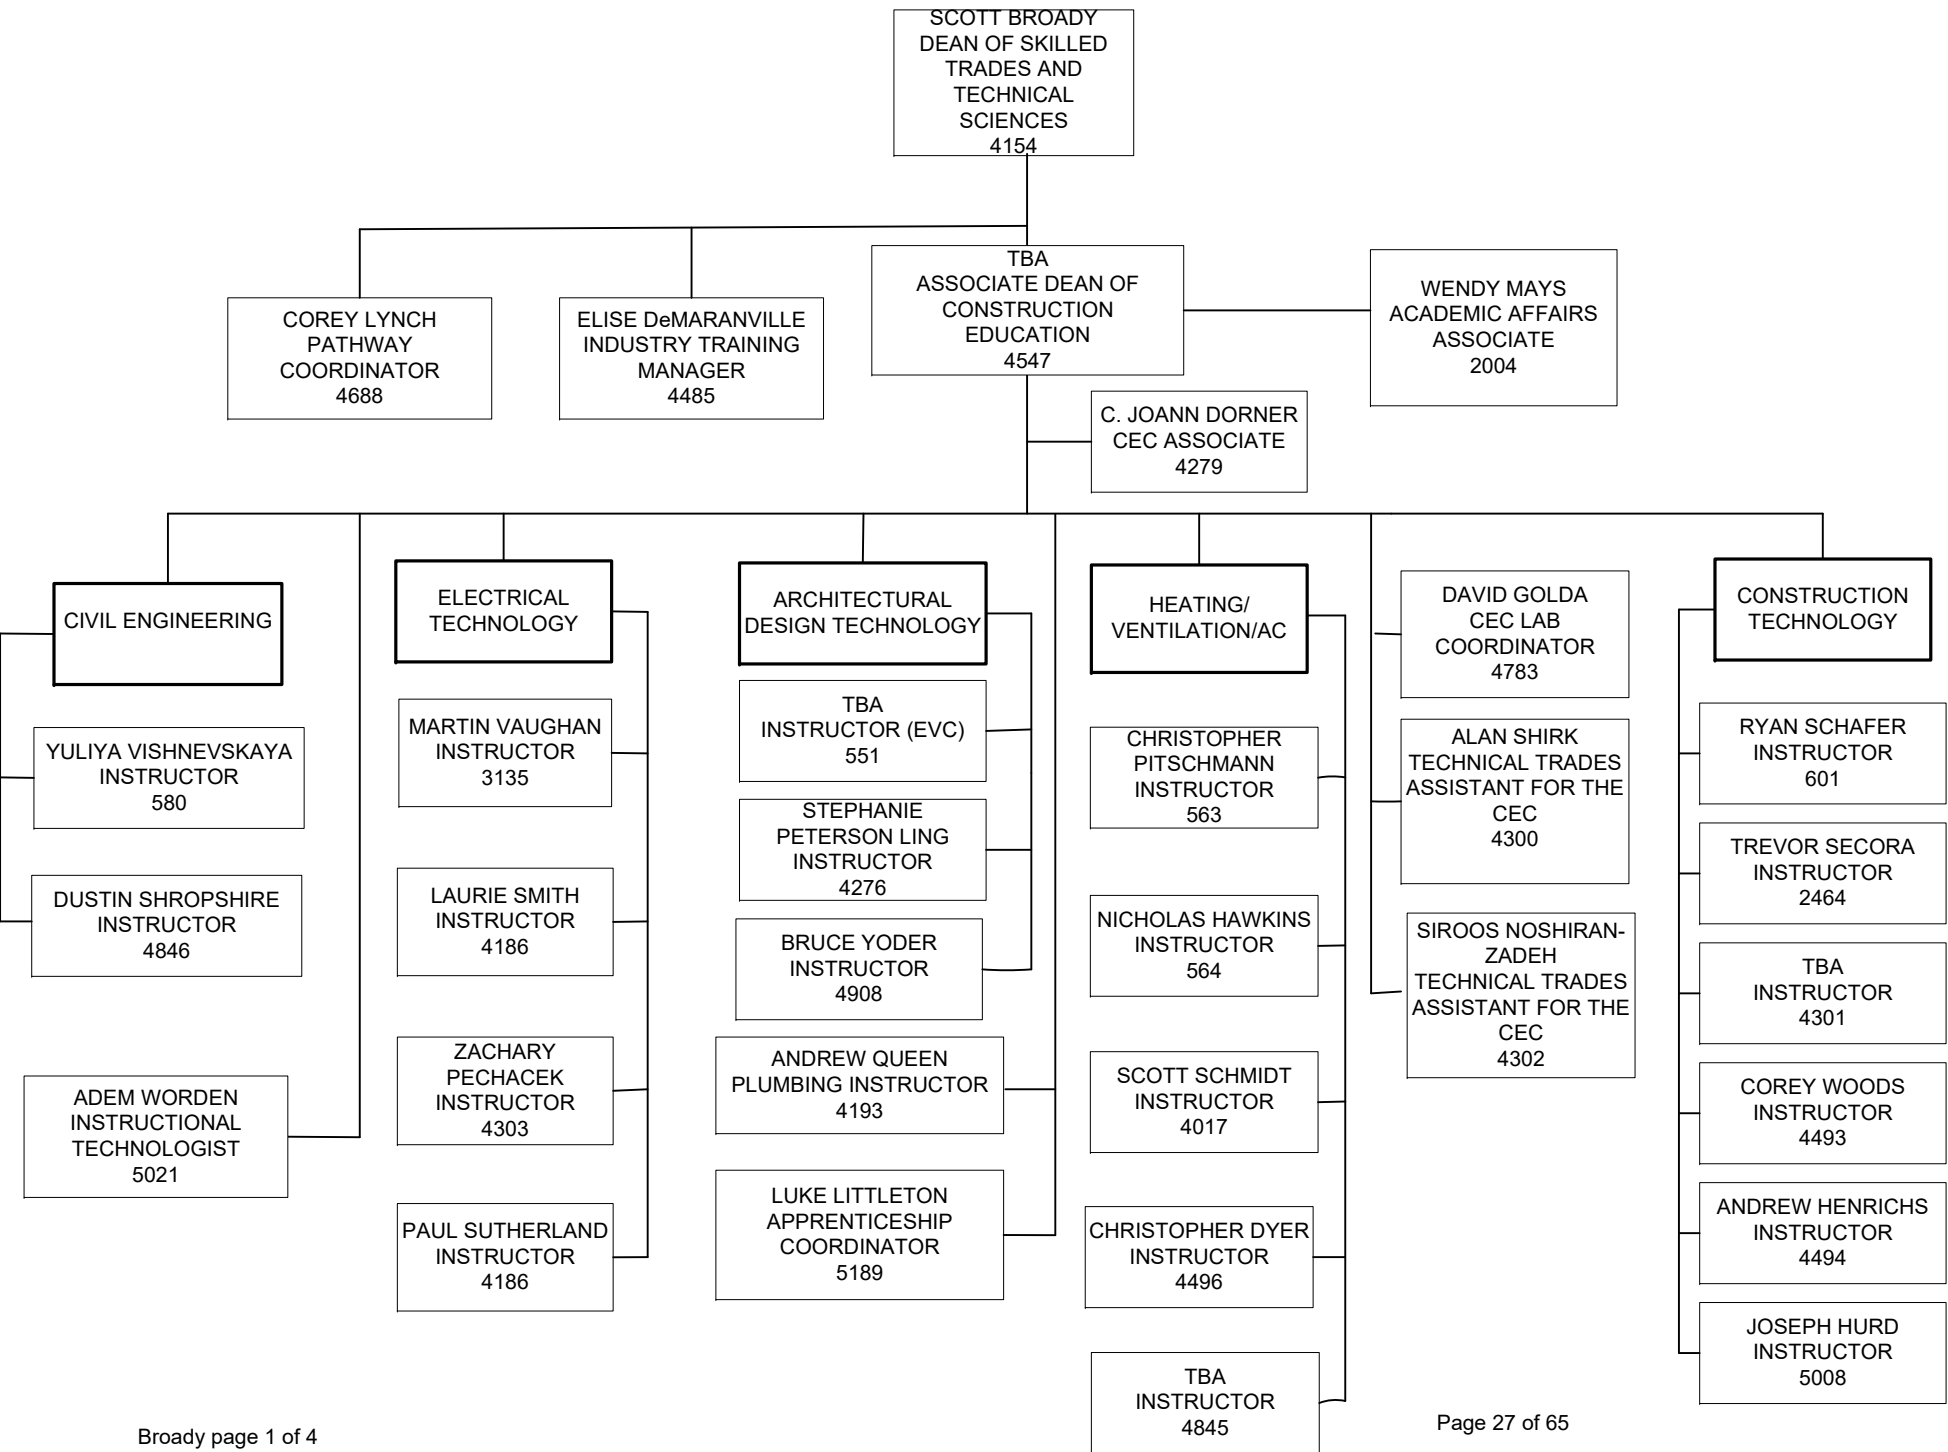 SCOTT BROADY
DEAN OF SKILLED
TRADES AND
TECHNICAL
SCIENCES
4154
COREY LYNCH
PATHWAY
COORDINATOR
4688
ELISE DeMARANVILLE
INDUSTRY TRAINING
MANAGER
4485
TBA
ASSOCIATE DEAN OF
CONSTRUCTION
EDUCATION
4547
WENDY MAYS
ACADEMIC AFFAIRS
ASSOCIATE
2004
C. JOANN DORNER
CEC ASSOCIATE
4279
CIVIL ENGINEERING
YULIYA VISHNEVSKAYA
INSTRUCTOR
580
DUSTIN SHROPSHIRE
INSTRUCTOR
4846
ADEM WORDEN
INSTRUCTIONAL
TECHNOLOGIST
5021
ELECTRICAL
TECHNOLOGY
MARTIN VAUGHAN
INSTRUCTOR
3135
LAURIE SMITH
INSTRUCTOR
4186
ZACHARY
PECHACEK
INSTRUCTOR
4303
PAUL SUTHERLAND
INSTRUCTOR
4186
ARCHITECTURAL
DESIGN TECHNOLOGY
TBA
INSTRUCTOR (EVC)
551
STEPHANIE
PETERSON LING
INSTRUCTOR
4276
BRUCE YODER
INSTRUCTOR
4908
ANDREW QUEEN
PLUMBING INSTRUCTOR
4193
LUKE LITTLETON
APPRENTICESHIP
COORDINATOR
5189
HEATING/
VENTILATION/AC
CHRISTOPHER
PITSCHMANN
INSTRUCTOR
563
NICHOLAS HAWKINS
INSTRUCTOR
564
SCOTT SCHMIDT
INSTRUCTOR
4017
CHRISTOPHER DYER
INSTRUCTOR
4496
TBA
INSTRUCTOR
4845
DAVID GOLDA
CEC LAB
COORDINATOR
4783
ALAN SHIRK
TECHNICAL TRADES
ASSISTANT FOR THE
CEC
4300
SIROOS NOSHIRAN-
ZADEH
TECHNICAL TRADES
ASSISTANT FOR THE
CEC
4302
CONSTRUCTION
TECHNOLOGY
RYAN SCHAFER
INSTRUCTOR
601
TREVOR SECORA
INSTRUCTOR
2464
TBA
INSTRUCTOR
4301
COREY WOODS
INSTRUCTOR
4493
ANDREW HENRICHS
INSTRUCTOR
4494
JOSEPH HURD
INSTRUCTOR
5008
Broady page 1 of 4
Page 27 of 65